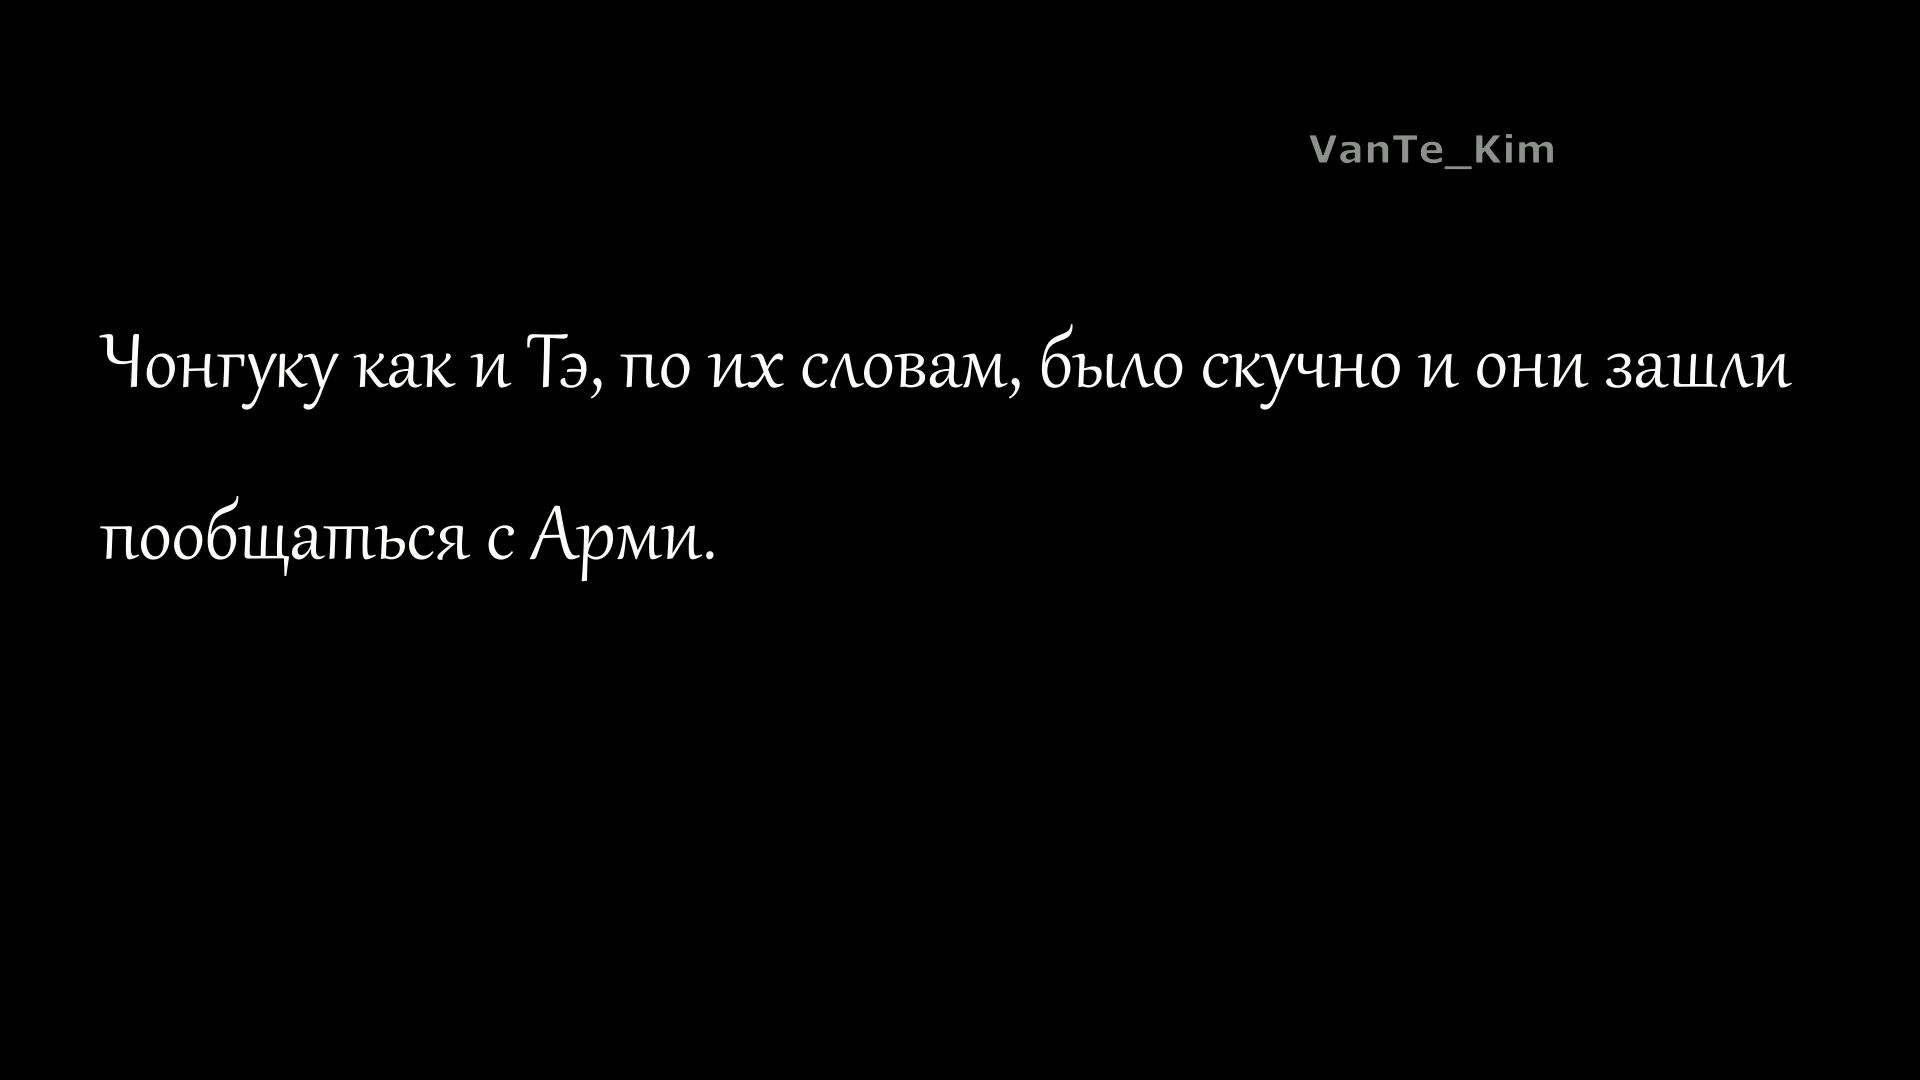 VanTe_Kim
Чонгуку как и Тэ, по их словам, было скучно и они зашли
пообщаться с Арми.